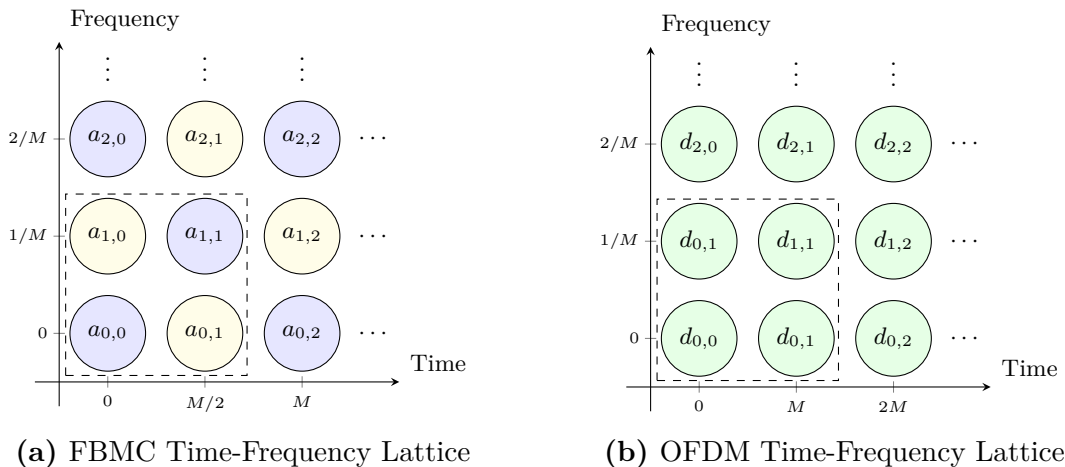 Frequency
⋮ ⋮ ⋮
2/M a2,0 a2,1 a2,2 ⋯
1/M a1,0 a1,1 a1,2 ⋯
0 a0,0 a0,1 a0,2 ⋯
Time
0 M/2 M
(a) FBMC Time-Frequency Lattice
Frequency
⋮ ⋮ ⋮
2/M d2,0 d2,1 d2,2 ⋯
1/M d0,1 d1,1 d1,2 ⋯
0 d0,0 d0,1 d0,2 ⋯
Time
0 M 2M
(b) OFDM Time-Frequency Lattice